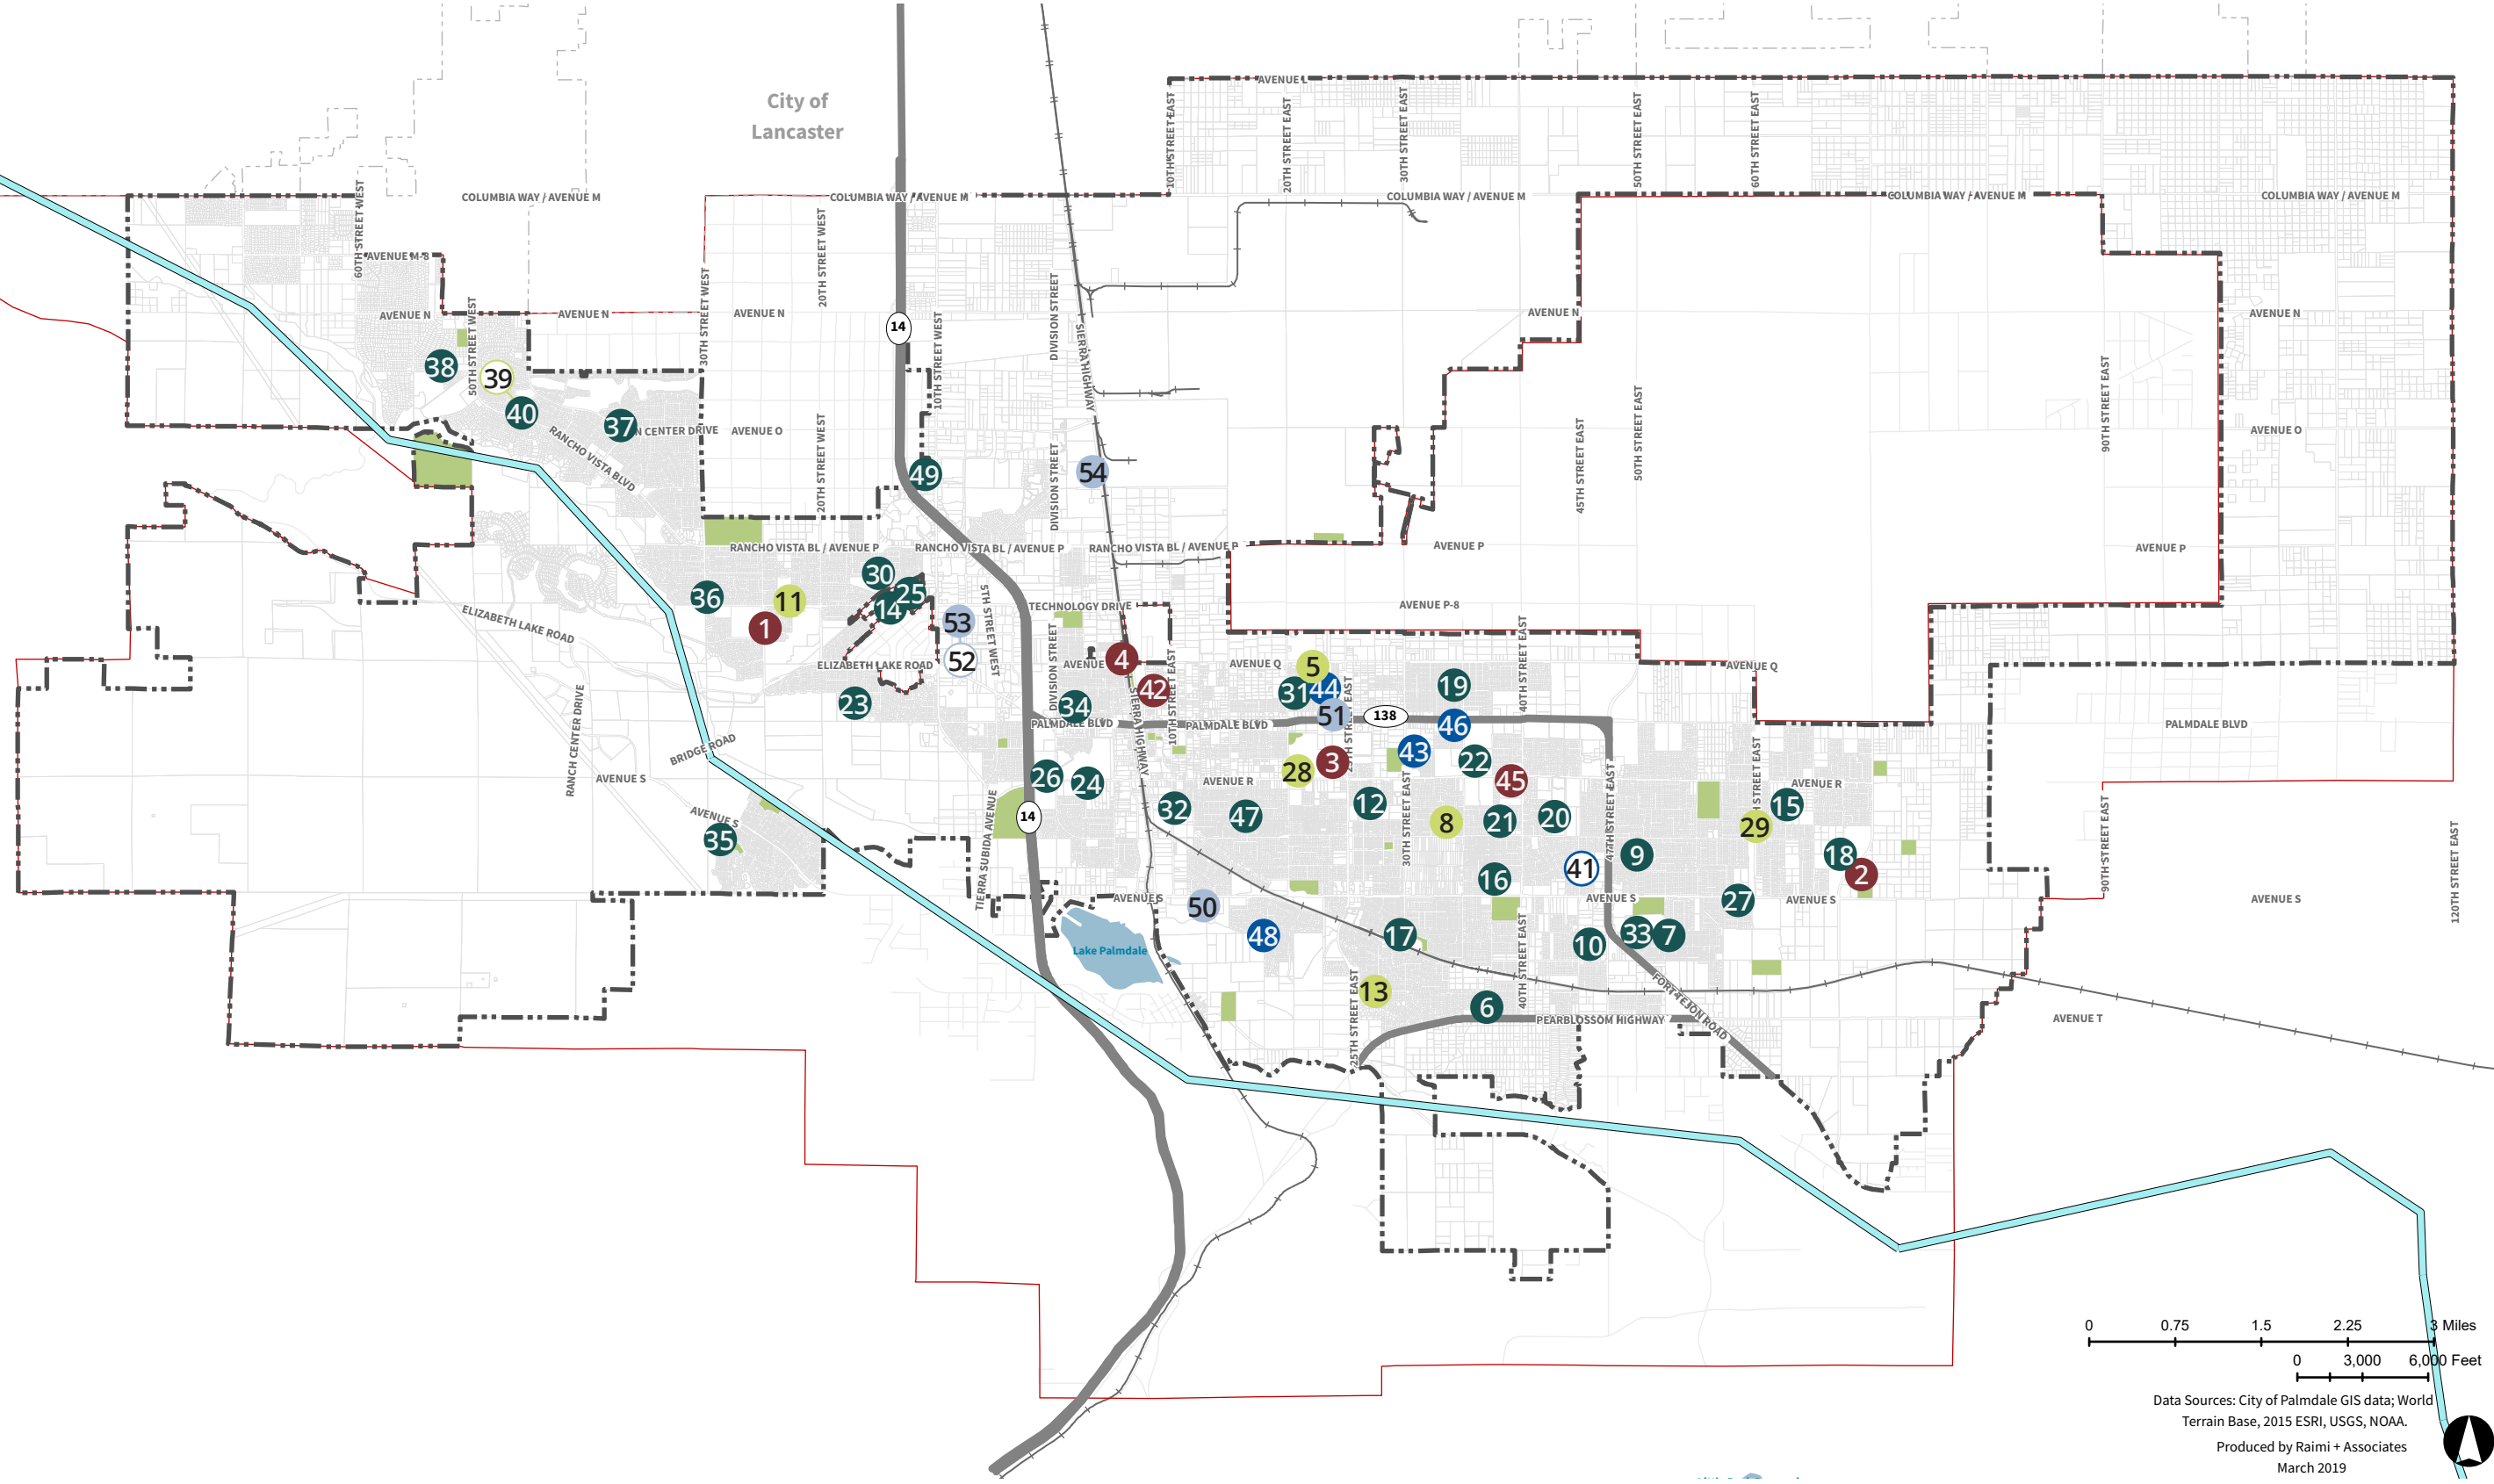 AVENUE L
City of
Lancaster
10TH STREET EAST
20TH STREET EAST
30TH STREET EAST
50TH STREET EAST
60TH STREET EAST
COLUMBIA WAY / AVENUE M
COLUMBIA WAY / AVENUE M
COLUMBIA WAY / AVENUE M
COLUMBIA WAY / AVENUE M
COLUMBIA WAY / AVENUE M
60TH STREET WEST
AVENUE M-8
20TH STREET WEST
AVENUE N
50TH STREET WEST
AVENUE N
30TH STREET WEST
AVENUE N
14
10TH STREET WEST
DIVISION STREET
SIERRA HIGHWAY
AVENUE N
AVENUE N
38
39
40
37
N CENTER DRIVE
AVENUE O
RANCHO VISTA BLVD
20TH STREET WEST
49
DIVISION STREET
54
45TH STREET EAST
50TH STREET EAST
90TH STREET EAST
AVENUE O
RANCHO VISTA BL / AVENUE P
RANCHO VISTA BL / AVENUE P
RANCHO VISTA BL / AVENUE P
AVENUE P
AVENUE P
30
25
14
36
11
1
53
52
5TH STREET WEST
TECHNOLOGY DRIVE
AVENUE P-8
ELIZABETH LAKE ROAD
ELIZABETH LAKE ROAD
DIVISION STREET
AVENUE
4
42
10TH STREET EAST
AVENUE Q
5
31
44
51
138
19
40TH STREET EAST
AVENUE Q
23
34
PALMDALE BLVD
PALMDALE BLVD
PALMDALE BLVD
SIERRA HIGHWAY
46
43
22
45
3
28
RANCH CENTER DRIVE
BRIDGE ROAD
AVENUE S
AVENUE S
35
26
24
14
TIERRA SUBIDA AVENUE
32
AVENUE R
47
12
30TH STREET EAST
8
21
20
47TH STREET EAST
9
41
16
AVENUE R
15
29
18
2
27
90TH STREET EAST
120TH STREET EAST
AVENUE S
AVENUE S
AVENUE S
AVENUE S
50
48
17
40TH STREET EAST
10
33
7
Lake Palmdale
13
25TH STREET EAST
6
PEARBLOSSOM HIGHWAY
FORT TEJON ROAD
AVENUE T
0 0.75 1.5 2.25 3 Miles
0 3,000 6,000 Feet
Data Sources: City of Palmdale GIS data; World
Terrain Base, 2015 ESRI, USGS, NOAA.
Produced by Raimi + Associates
March 2019